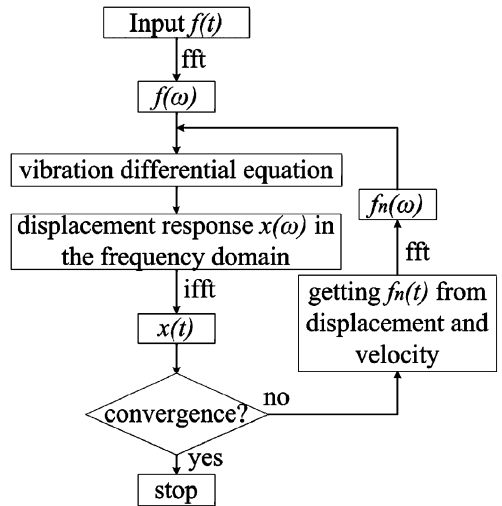 Input f(t)
fft
f(ω)
vibration differential equation
displacement response x(ω) in
the frequency domain
ifft
x(t)
convergence?
yes
stop
no
getting fn(t) from
displacement and
velocity
fft
fn(ω)